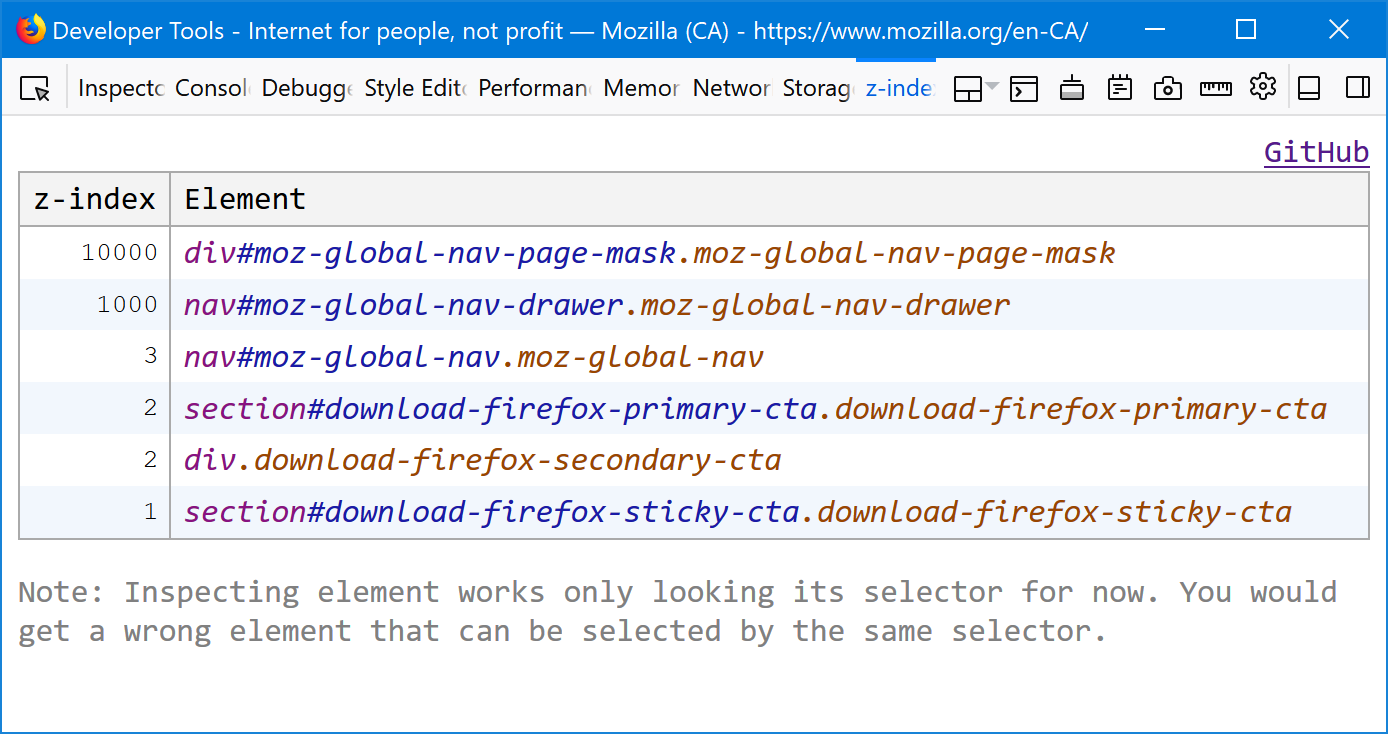 Developer Tools - Internet for people, not profit — Mozilla (CA) - https://www.mozilla.org/en-CA/
Inspecto Consol Debugge Style Edito Performan Memor Networ Storag z-inde
GitHub
z-index Element
10000 div#moz-global-nav-page-mask.moz-global-nav-page-mask
1000 nav#moz-global-nav-drawer.moz-global-nav-drawer
3 nav#moz-global-nav.moz-global-nav
2 section#download-firefox-primary-cta.download-firefox-primary-cta
2 div.download-firefox-secondary-cta
1 section#download-firefox-sticky-cta.download-firefox-sticky-cta
Note: Inspecting element works only looking its selector for now. You would
get a wrong element that can be selected by the same selector.